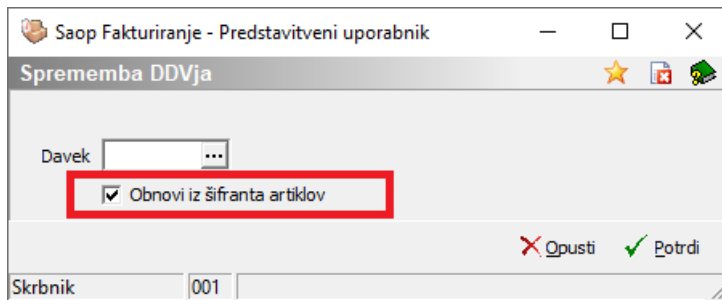 Saop Fakturiranje - Predstavitveni uporabnik
Sprememba DDVja
Davek
Obnovi iz šifranta artiklov
Opusti Potrdi
Skrbnik 001